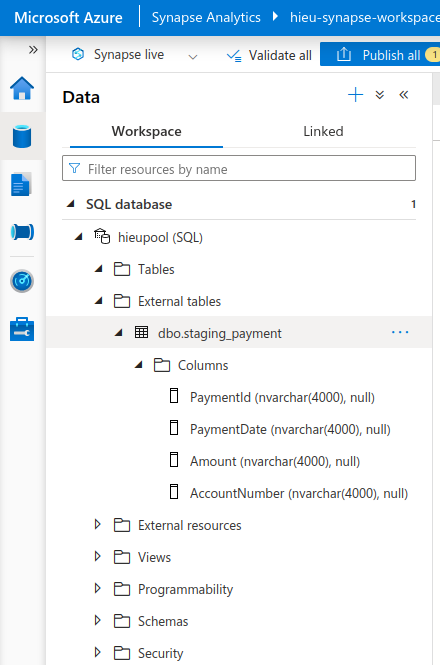 Microsoft Azure Synapse Analytics hieu-synapse-workspace
Synapse live Validate all Publish all 1
Data
Workspace Linked
Filter resources by name
SQL database 1
hieupool (SQL)
Tables
External tables
dbo.staging_payment
Columns
PaymentId (nvarchar(4000), null)
PaymentDate (nvarchar(4000), null)
Amount (nvarchar(4000), null)
AccountNumber (nvarchar(4000), null)
External resources
Views
Programmability
Schemas
Security